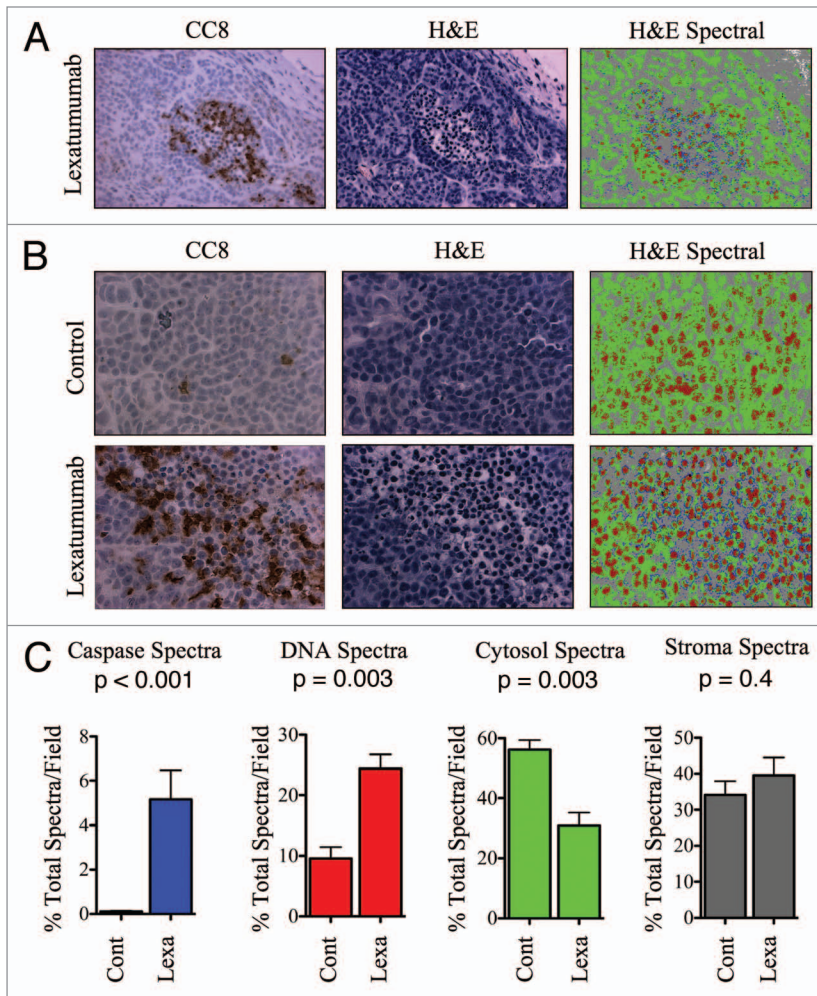 A
CC8
H&E
H&E Spectral
Lexatumumab
B
CC8
H&E
H&E Spectral
Control
Lexatumumab
C
Caspase Spectra
p < 0.001
% Total Spectra/Field
8
6
4
2
0
Cont
Lexa
DNA Spectra
p = 0.003
% Total Spectra/Field
30
20
10
0
Cont
Lexa
Cytosol Spectra
p = 0.003
% Total Spectra/Field
60
40
20
0
Cont
Lexa
Stroma Spectra
p = 0.4
% Total Spectra/Field
50
40
30
20
10
0
Cont
Lexa